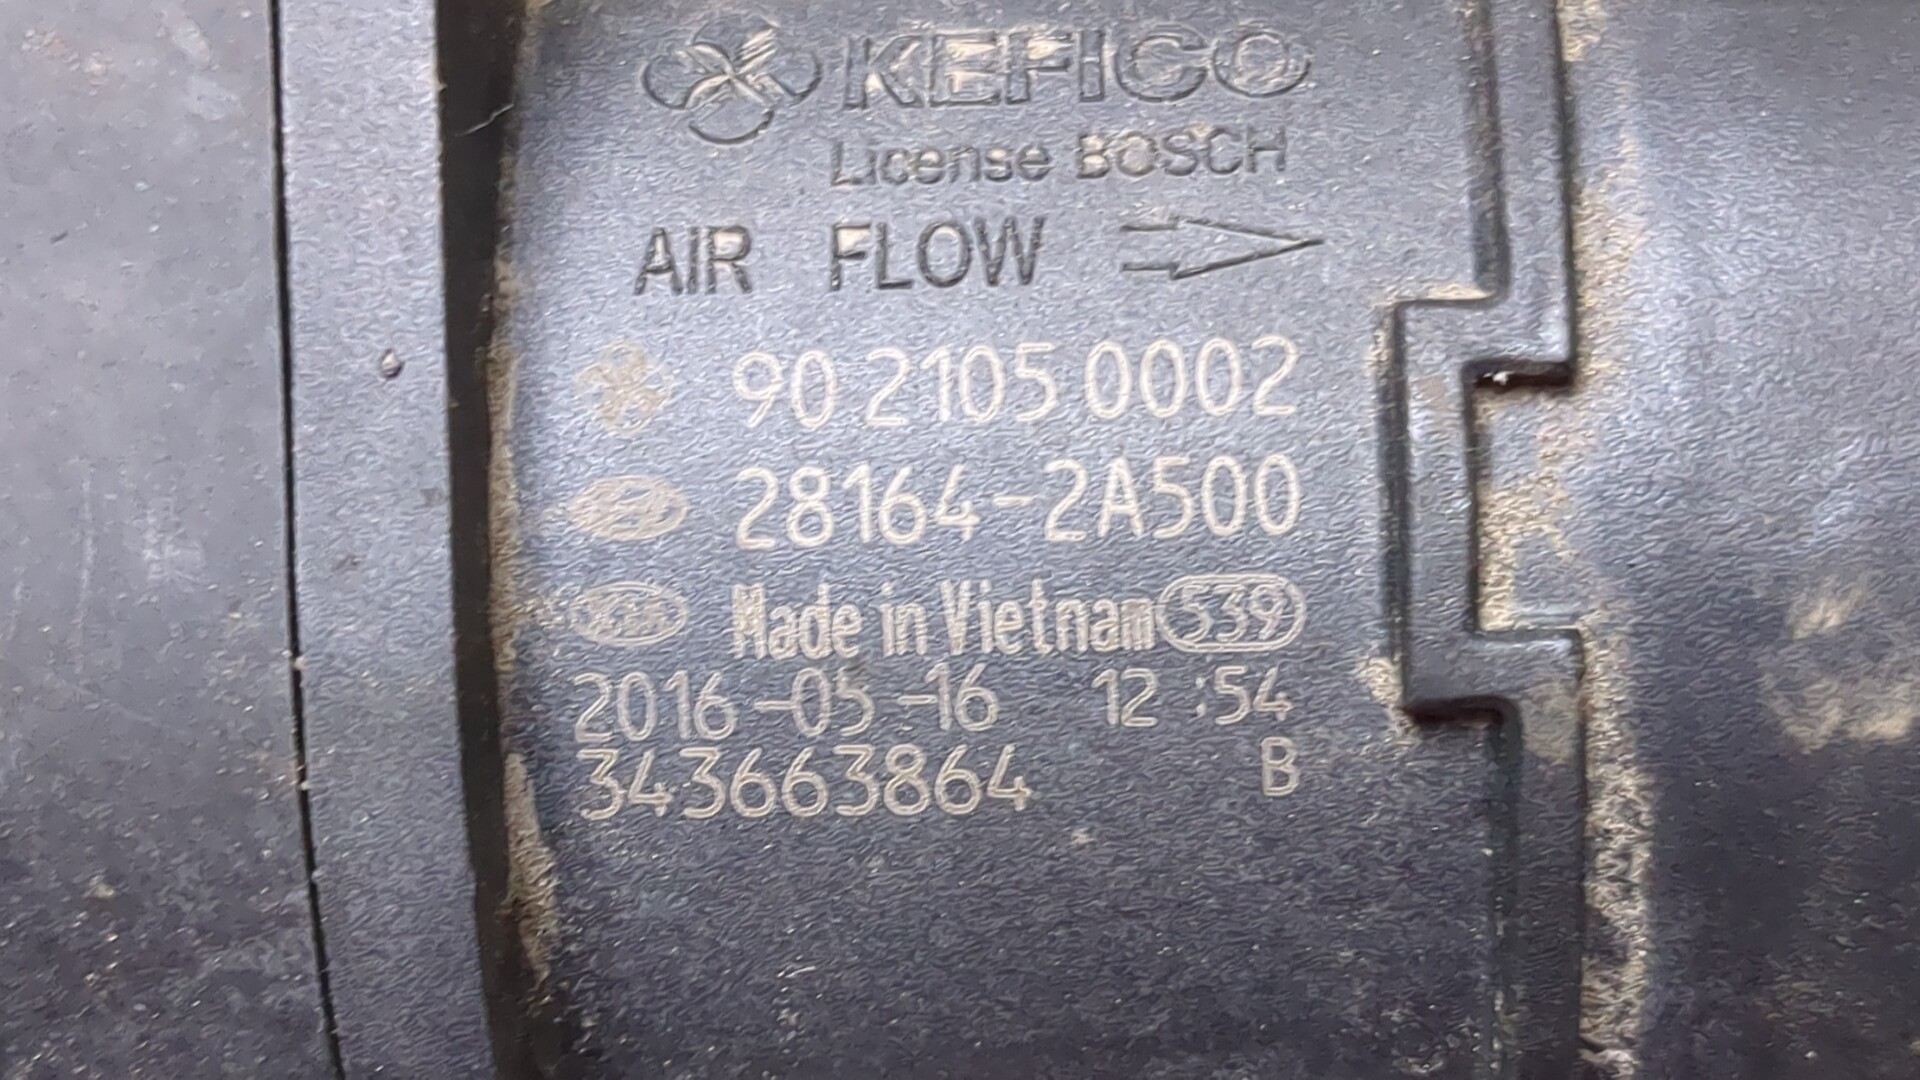 KEFICO
License BOSCH
AIR FLOW
90 2105 0002
28164-2A500
KIA Made in Vietnam 539
2016-05-16 12:54
343663864 B